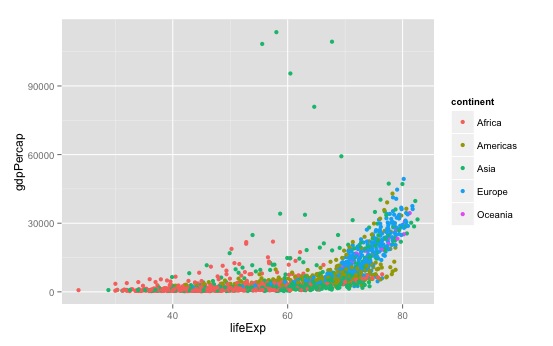 gdpPercap
90000
60000
30000
0
40
60
80
lifeExp
continent
Africa
Americas
Asia
Europe
Oceania